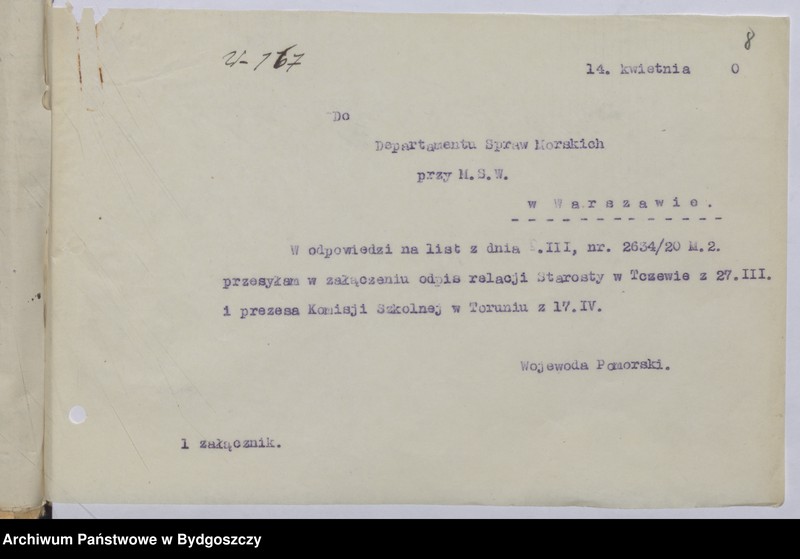 8
U-167
14. kwietnia 0
Do
Departamentu Spraw Morskich
przy M.S.W.
w Warszawie.
W odpowiedzi na list z dnia .III, nr. 2634/20 M.2.
przesyłam w załączeniu odpis relacji Starosty w Tczewie z 27.III.
i prezesa Komisji Szkolnej w Toruniu z 17.IV.
Wojewoda Pomorski.
1 załącznik.
Archiwum Państwowe w Bydgoszczy